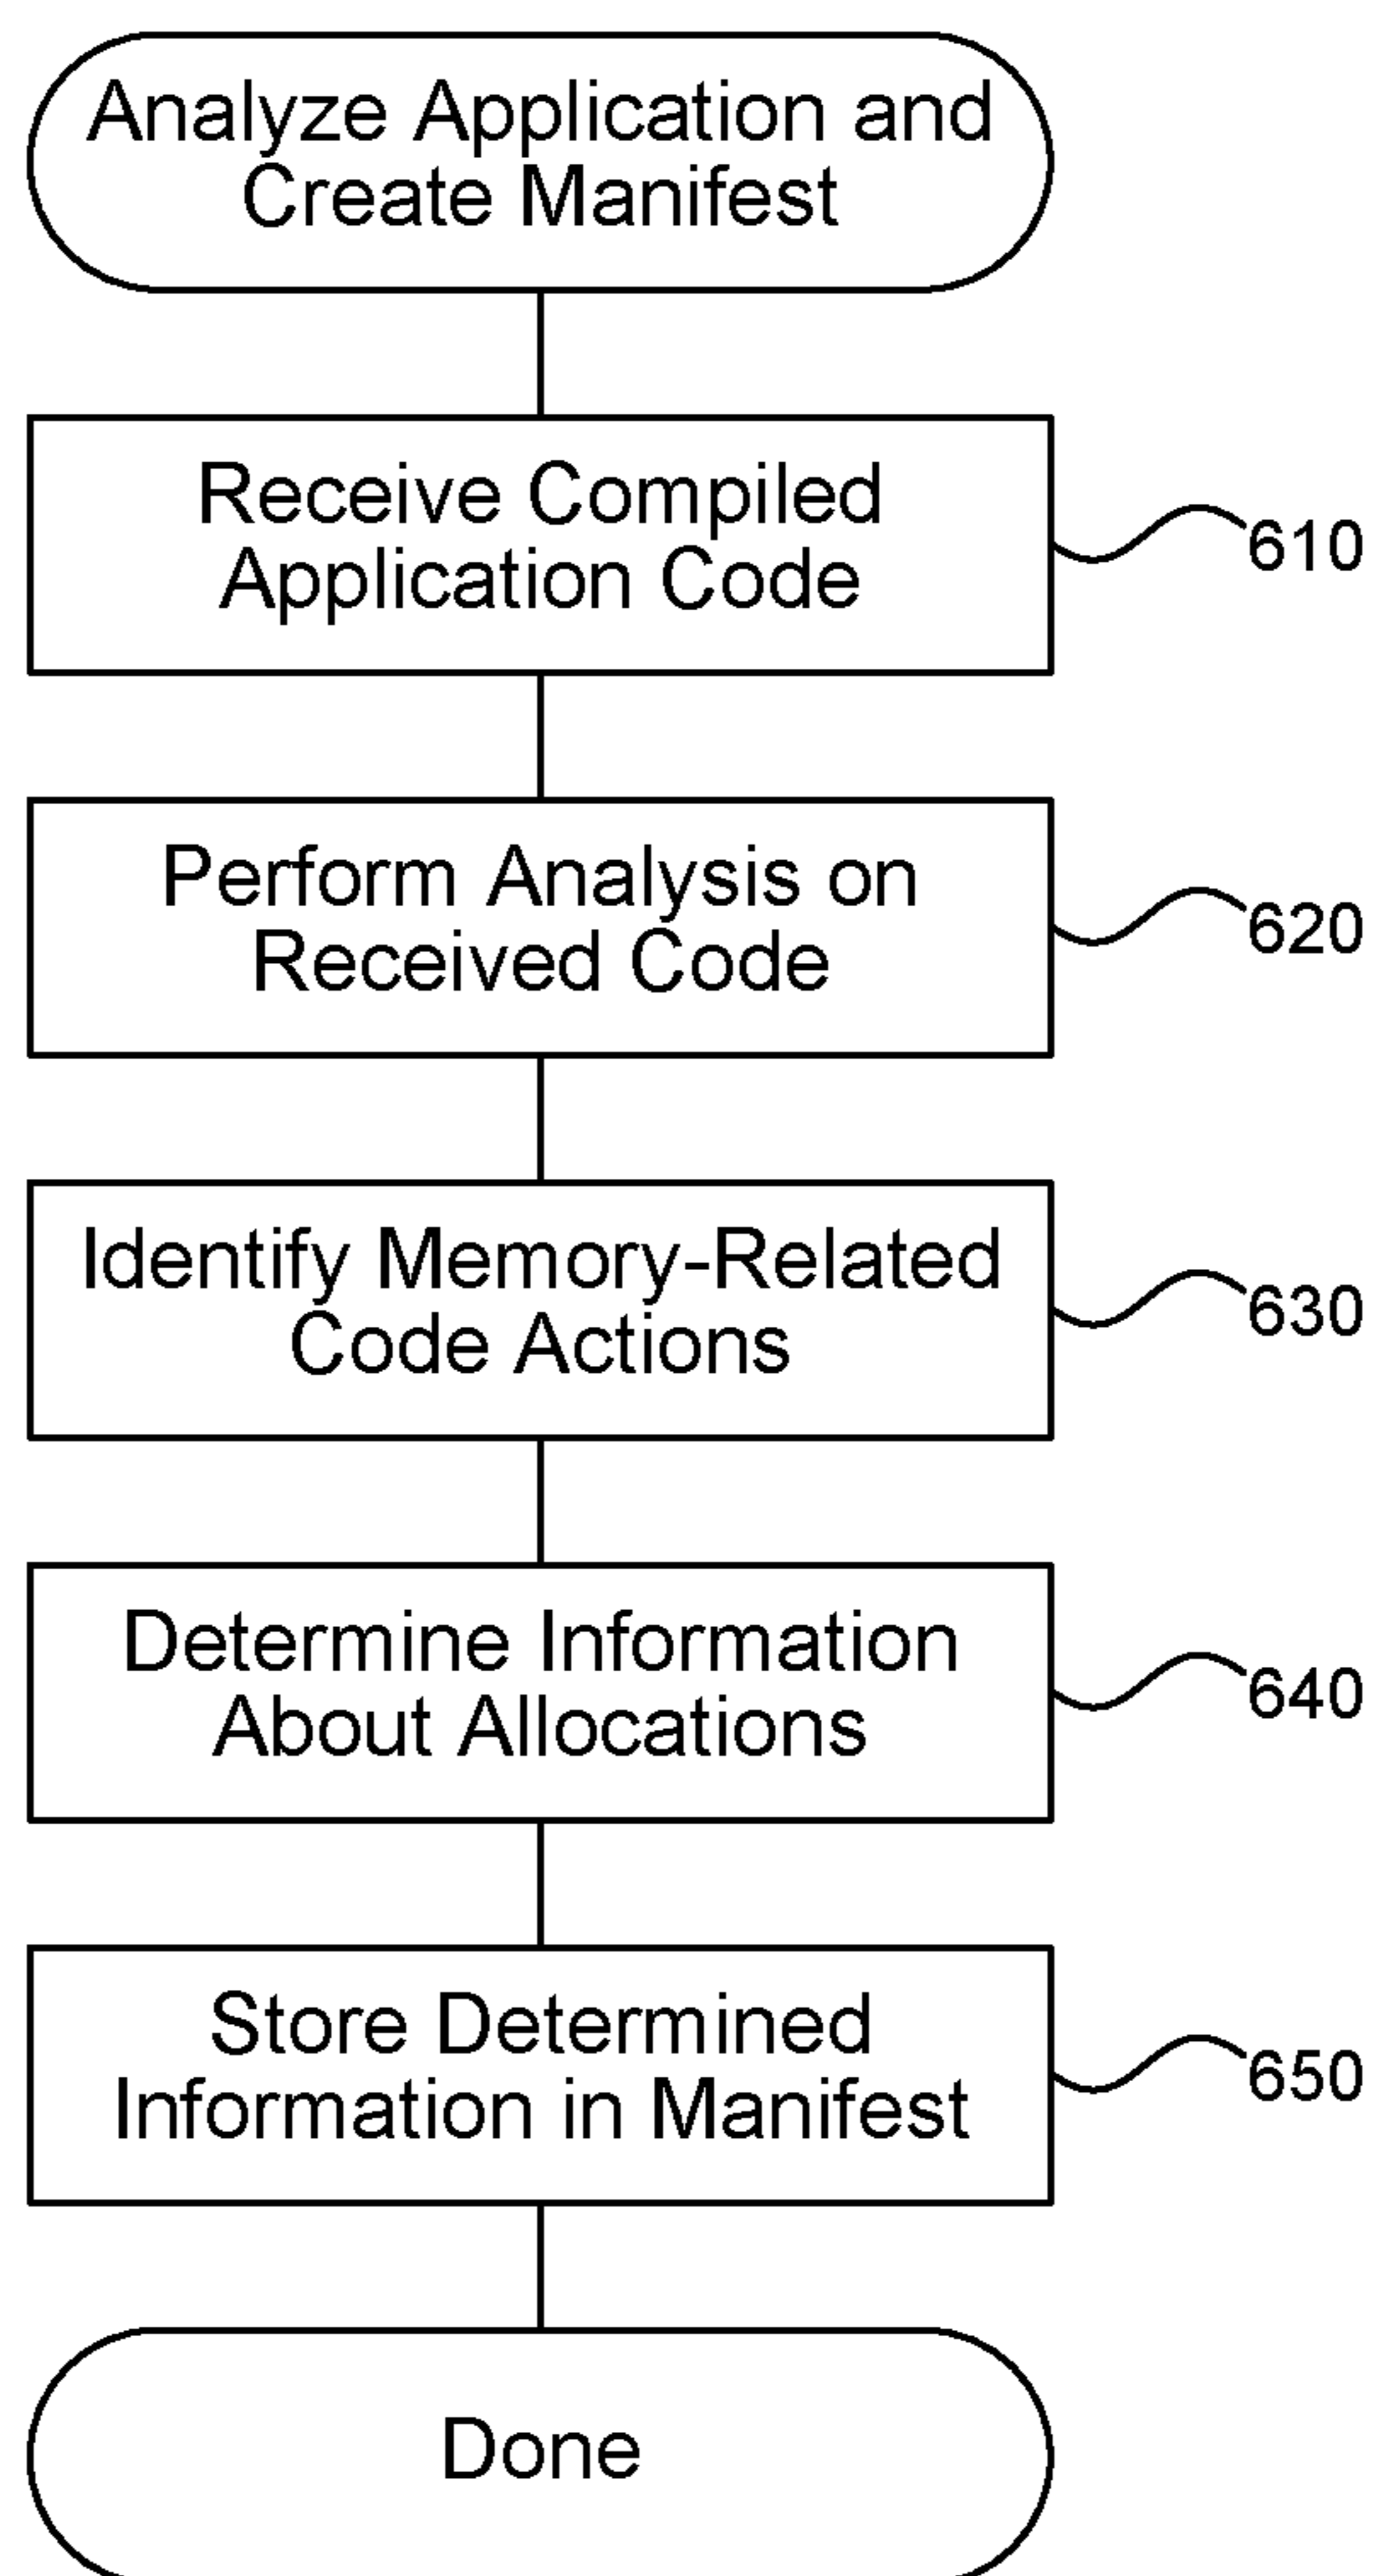 Analyze Application and
Create Manifest
Receive Compiled
Application Code
610
Perform Analysis on
Received Code
620
Identify Memory-Related
Code Actions
630
Determine Information
About Allocations
640
Store Determined
Information in Manifest
650
Done